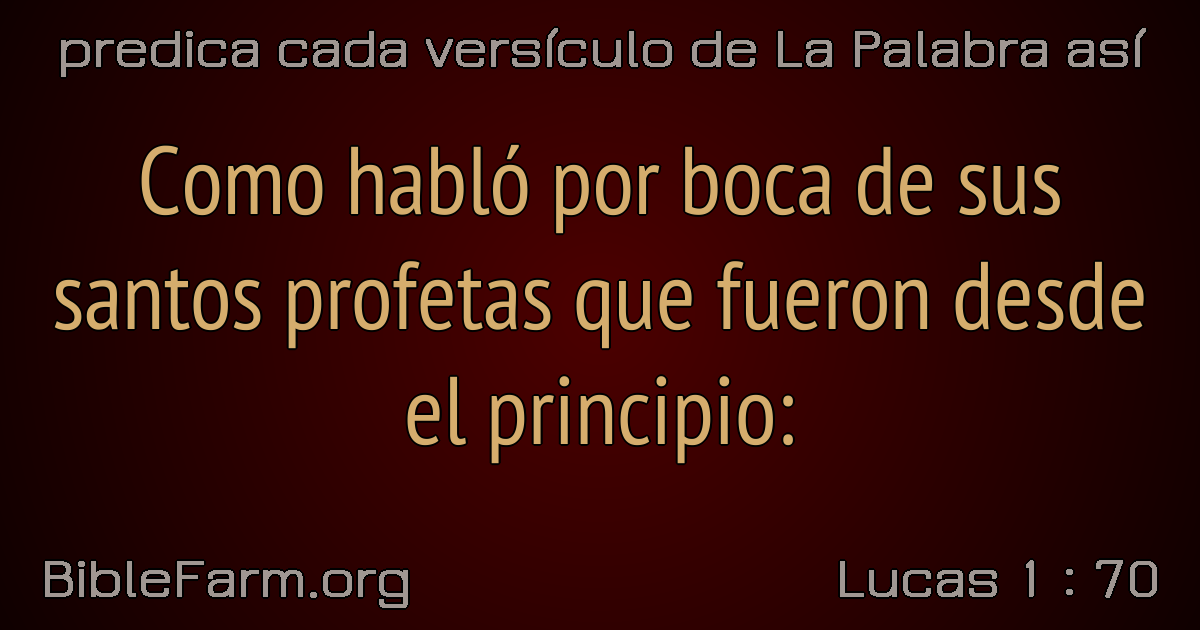 predica cada versículo de La Palabra así
Como habló por boca de sus
santos profetas que fueron desde
el principio:
BibleFarm.org
Lucas 1 : 70